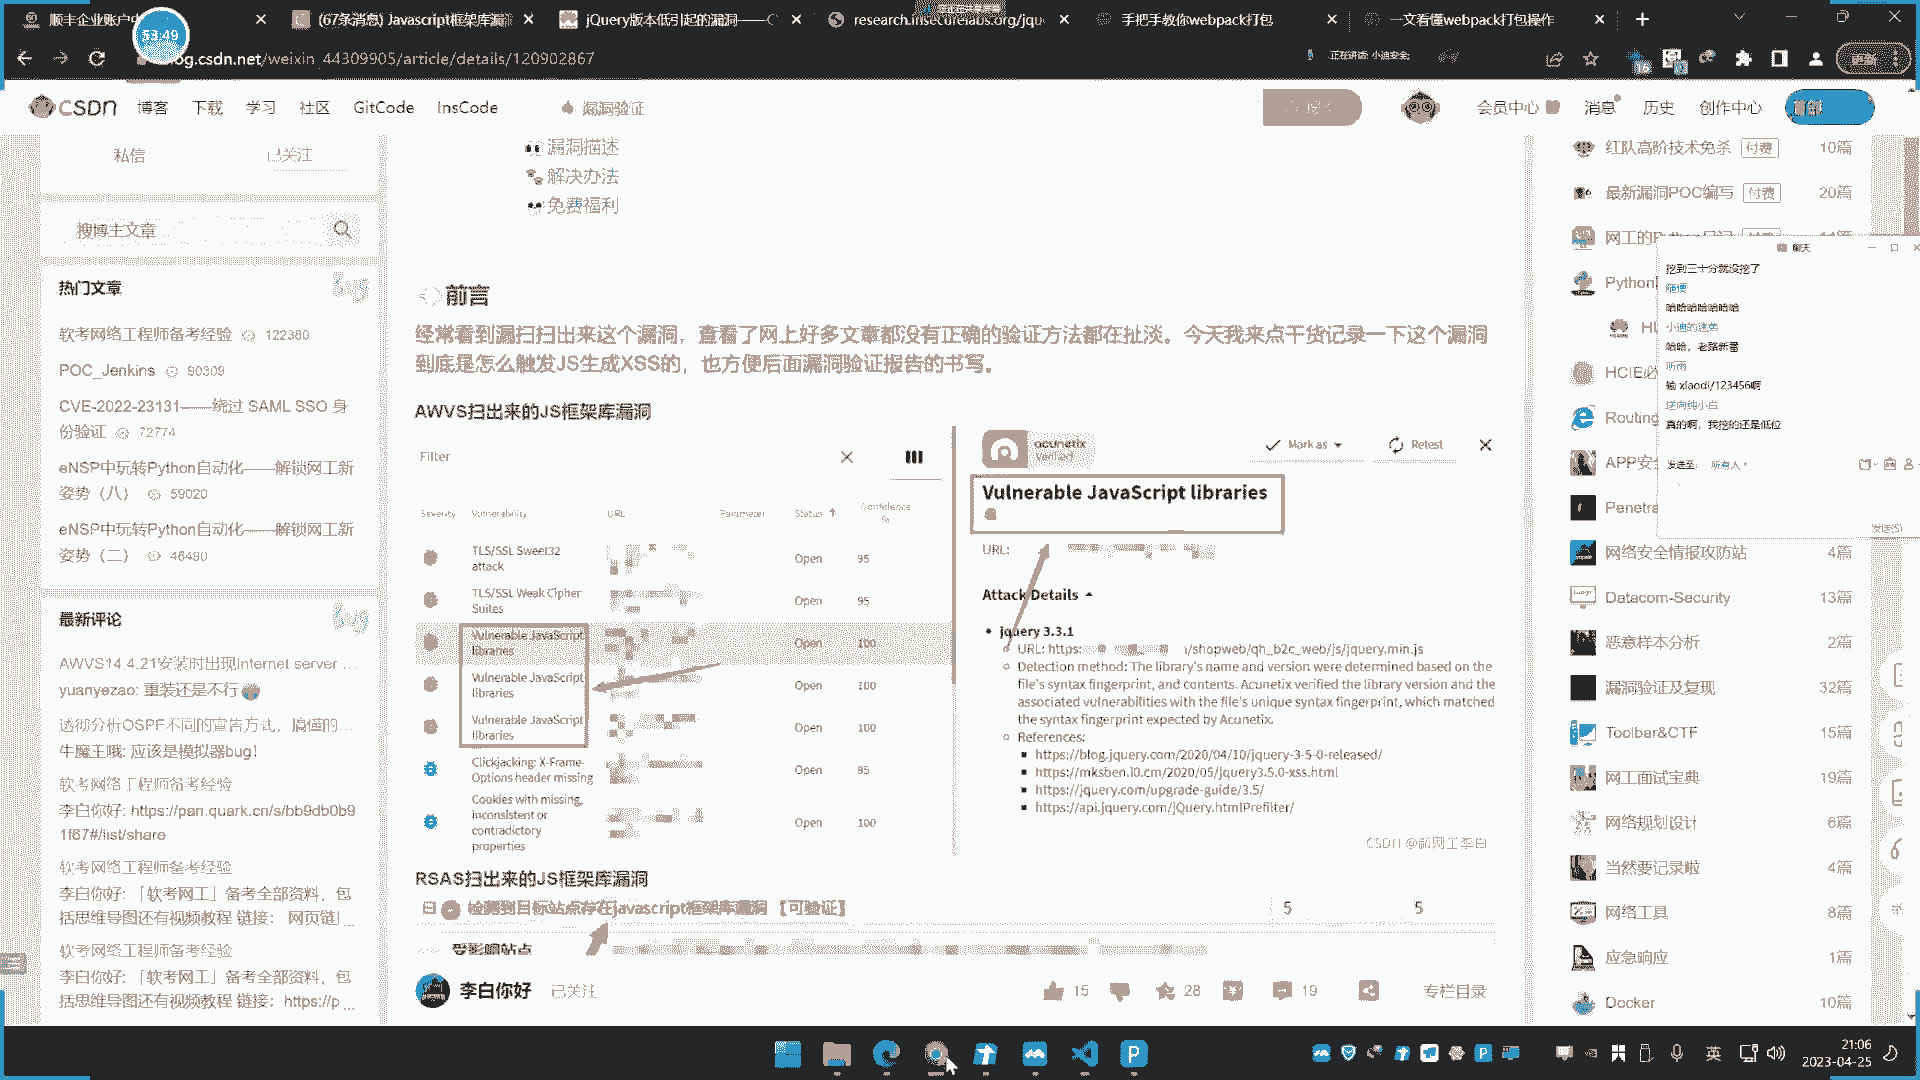 顺丰企业账户中
(67条消息) Javascript框架库漏
jQuery版本低引起的漏洞——C
research.insecurelabs.org/jqu
手把手教你webpack打包
一文看懂webpack打包操作
53:49
og.csdn.net/weixin_44309905/article/details/120902867
正在讲话: 小迪安全;
更新
CSDN 博客 下载 学习 社区 GitCode InsCode 漏洞验证
会员中心 消息 历史 创作中心
私信 已关注
搜博主文章
热门文章
软考网络工程师备考经验 122380
POC_Jenkins 90309
CVE-2022-23131——绕过 SAML SSO 身
份验证 72774
eNSP中玩转Python自动化——解锁网工新
姿势（八） 59020
eNSP中玩转Python自动化——解锁网工新
姿势（二） 46490
最新评论
AWVS14.4.21安装时出现Internet server ...
yuanyezao: 重装还是不行
透彻分析OSPF不同的宣告方式，搞懂的...
牛魔王哦: 应该是模拟器bug!
软考网络工程师备考经验
李白你好: https://pan.quark.cn/s/bb9db0b9
1f67#/list/share
软考网络工程师备考经验
李白你好: 「软考网工」备考全部资料，包
括思维导图还有视频教程 链接： 网页链...
软考网络工程师备考经验
李白你好: 「软考网工」备考全部资料，包
括思维导图还有视频教程 链接：https://p...
漏洞描述
解决办法
免费福利
前言
经常看到漏扫扫出来这个漏洞，查看了网上好多文章都没有正确的验证方法都在扯淡。今天我来点干货记录一下这个漏洞
到底是怎么触发JS生成XSS的，也方便后面漏洞验证报告的书写。
AWVS扫出来的JS框架库漏洞
Filter
Severity Vulnerability URL Parameter Status Confidence %
TLS/SSL Sweet32
attack
Open 95
TLS/SSL Weak Cipher
Suites
Open 95
Vulnerable JavaScript
libraries
Open 100
Vulnerable JavaScript
libraries
Open 100
Vulnerable JavaScript
libraries
Open 100
Clickjacking: X-Frame-
Options header missing
Open 95
Cookies with missing,
inconsistent or
contradictory
properties
Open 100
acunetix
Verified
Mark as
Retest
Vulnerable JavaScript libraries
URL:
Attack Details
jquery 3.3.1
URL: https: /shopweb/qh_b2c_web/js/jquery.min.js
Detection method: The library's name and version were determined based on the
file's syntax fingerprint, and contents. Acunetix verified the library version and the
associated vulnerabilities with the file's unique syntax fingerprint, which matched
the syntax fingerprint expected by Acunetix.
References:
https://blog.jquery.com/2020/04/10/jquery-3-5-0-released/
https://mksben.l0.cm/2020/05/jquery3.5.0-xss.html
https://jquery.com/upgrade-guide/3.5/
https://api.jquery.com/jQuery.htmlPrefilter/
CSDN @
RSAS扫出来的JS框架库漏洞
检测到目标站点存在javascript框架库漏洞 【可验证】 5 5
受影响站点
李白你好 已关注
15
28
19
专栏目录
红队高阶技术免杀 付费 10篇
最新漏洞POC编写 付费 20篇
网工的
Python
HCIE必
Routing
APP安
Penetra
网络安全情报攻防站 4篇
Datacom-Security 13篇
恶意样本分析 2篇
漏洞验证及复现 32篇
Toolbar&CTF 15篇
网工面试宝典 19篇
网络规划设计 6篇
当然要记录啦 4篇
网络工具 8篇
应急响应 1篇
Docker 10篇
聊天
挖到三十分就没挖了
随便
哈哈哈哈哈哈哈
小迪的迷弟
哈哈，老路新番
听雨
输 xiaodi/123456啊
逆向纯小白
真的啊，我挖的还是低位
发送至: 所有人
发送(S)
英
21:06
2023-04-25